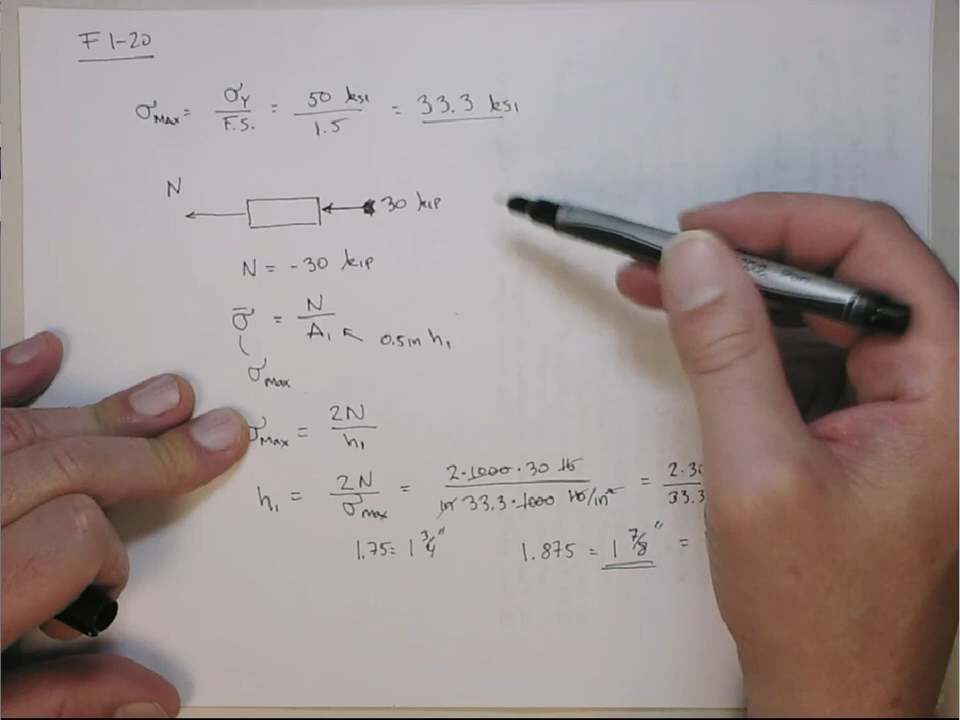 F 1-20
σ_MAX = σ_Y / F.S. = 50 ksi / 1.5 = 33.3 ksi
N 30 kip
N = -30 kip
σ̄ = N / A₁ ← 0.5in h₁
σ_max
σ_max = 2N / h₁
h₁ = 2N / σ_max = 2·1000·30 lb / in 33.3·1000 lb/in² = 2·30 / 33.3
1.75 = 1 3/4" 1.875 = 1 7/8" =